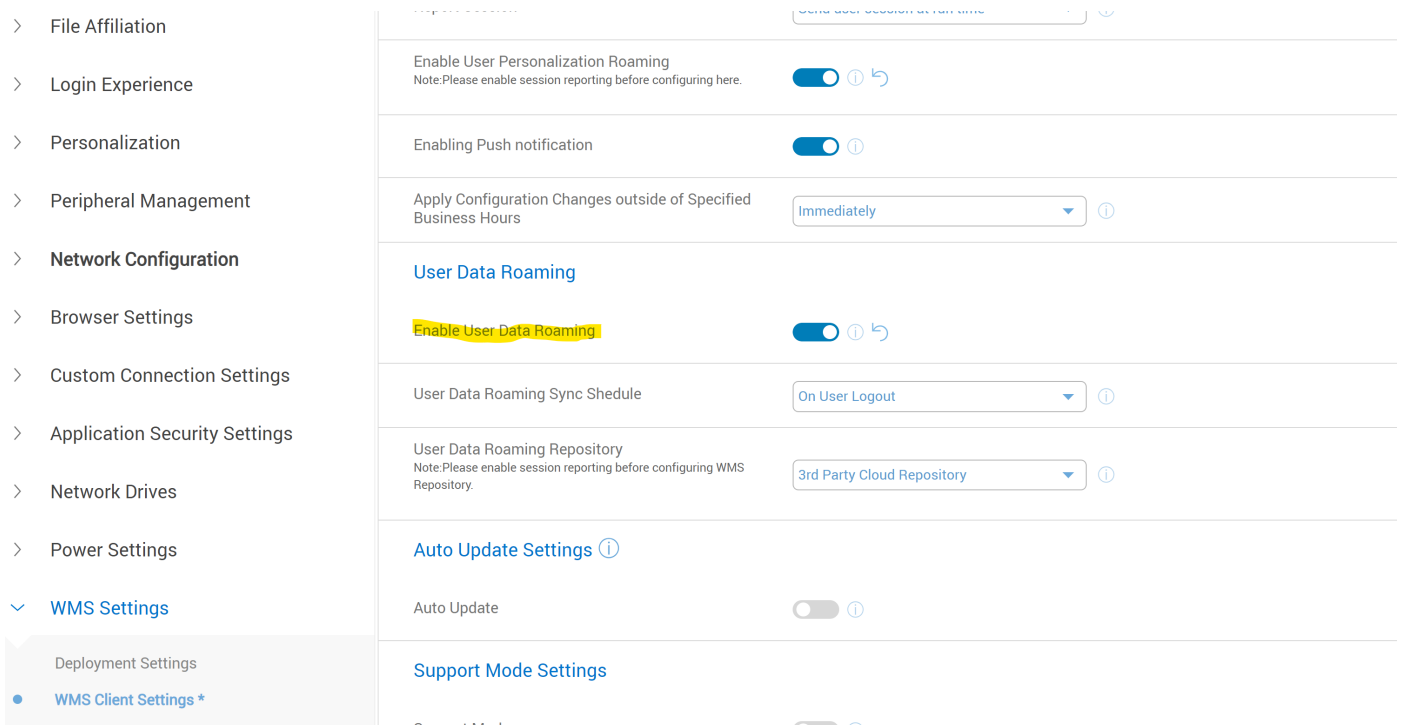 File Affiliation
Login Experience
Personalization
Peripheral Management
Network Configuration
Browser Settings
Custom Connection Settings
Application Security Settings
Network Drives
Power Settings
WMS Settings
Deployment Settings
WMS Client Settings *
Enable User Personalization Roaming
Note:Please enable session reporting before configuring here.
Enabling Push notification
Apply Configuration Changes outside of Specified
Business Hours
Immediately
User Data Roaming
Enable User Data Roaming
User Data Roaming Sync Shedule
On User Logout
User Data Roaming Repository
Note:Please enable session reporting before configuring WMS
Repository.
3rd Party Cloud Repository
Auto Update Settings
Auto Update
Support Mode Settings